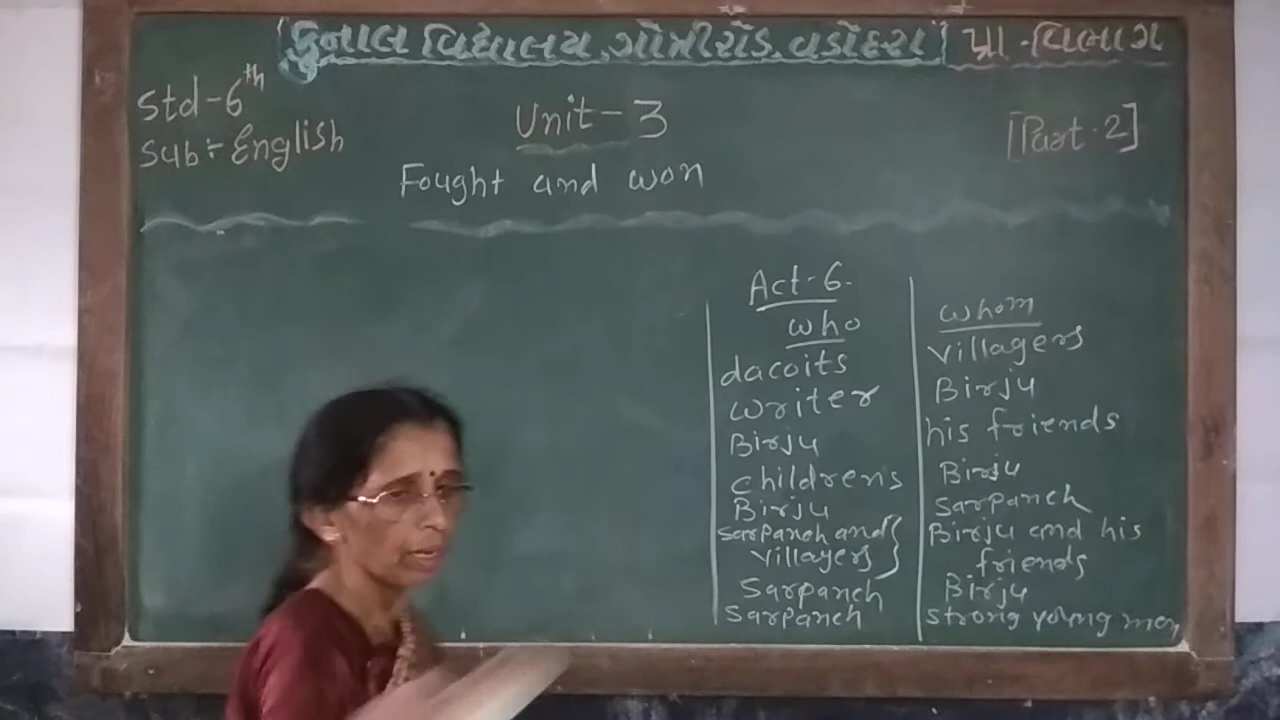 કુનાલ વિદ્યાલય, ગોત્રીરોડ, વડોદરા પ્રા.વિભાગ
Std-6th
Sub:- English
Unit-3
[Part.2]
Fought and won
Act-6.
who whom
dacoits villagers
writer Birju
Birju his friends
childrens Birju
Birju Sarpanch
Sarpanch and villagers } Birju and his friends
Sarpanch Birju
Sarpanch strong young men